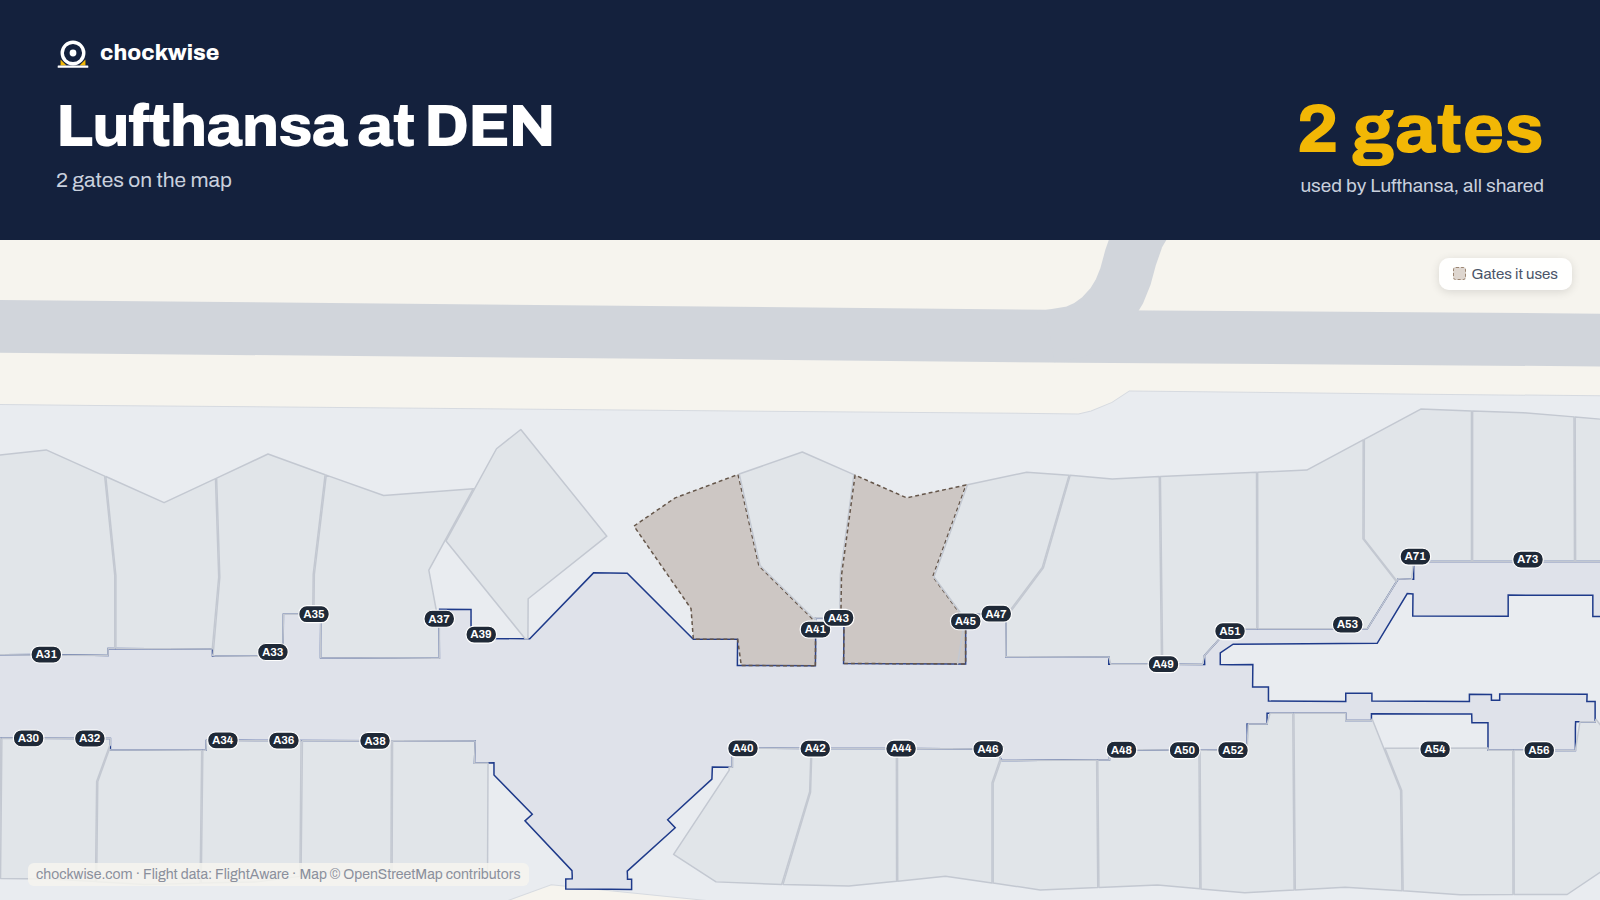 chockwise
Lufthansa at DEN
2 gates on the map
2 gates
used by Lufthansa, all shared
Gates it uses
A71
A73
A35
A37
A39
A43
A41
A45
A47
A51
A53
A31
A33
A49
A30
A32
A34
A36
A38
A40
A42
A44
A46
A48
A50
A52
A54
A56
chockwise.com · Flight data: FlightAware · Map © OpenStreetMap contributors